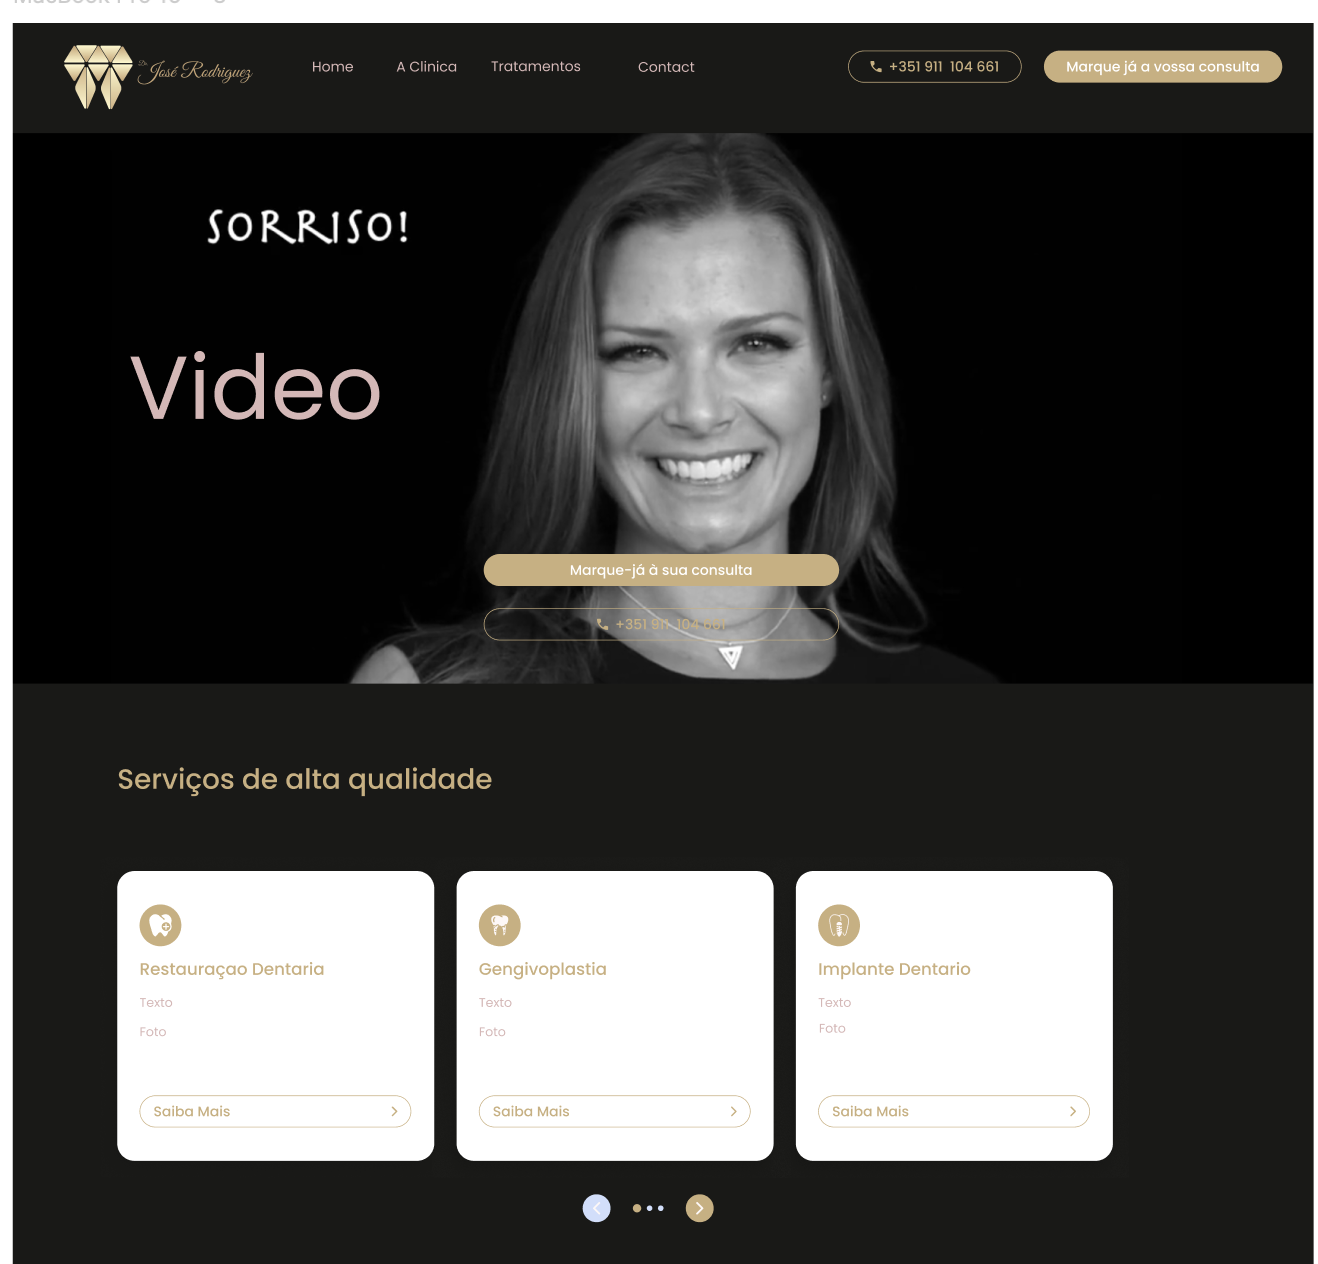 Dr. José Rodriguez
Home
A Clinica
Tratamentos
Contact
+351 911 104 661
Marque já a vossa consulta
SORRISO!
Video
Marque-já à sua consulta
+351 911 104 661
Serviços de alta qualidade
Restauraçao Dentaria
Texto
Foto
Saiba Mais
Gengivoplastia
Texto
Foto
Saiba Mais
Implante Dentario
Texto
Foto
Saiba Mais